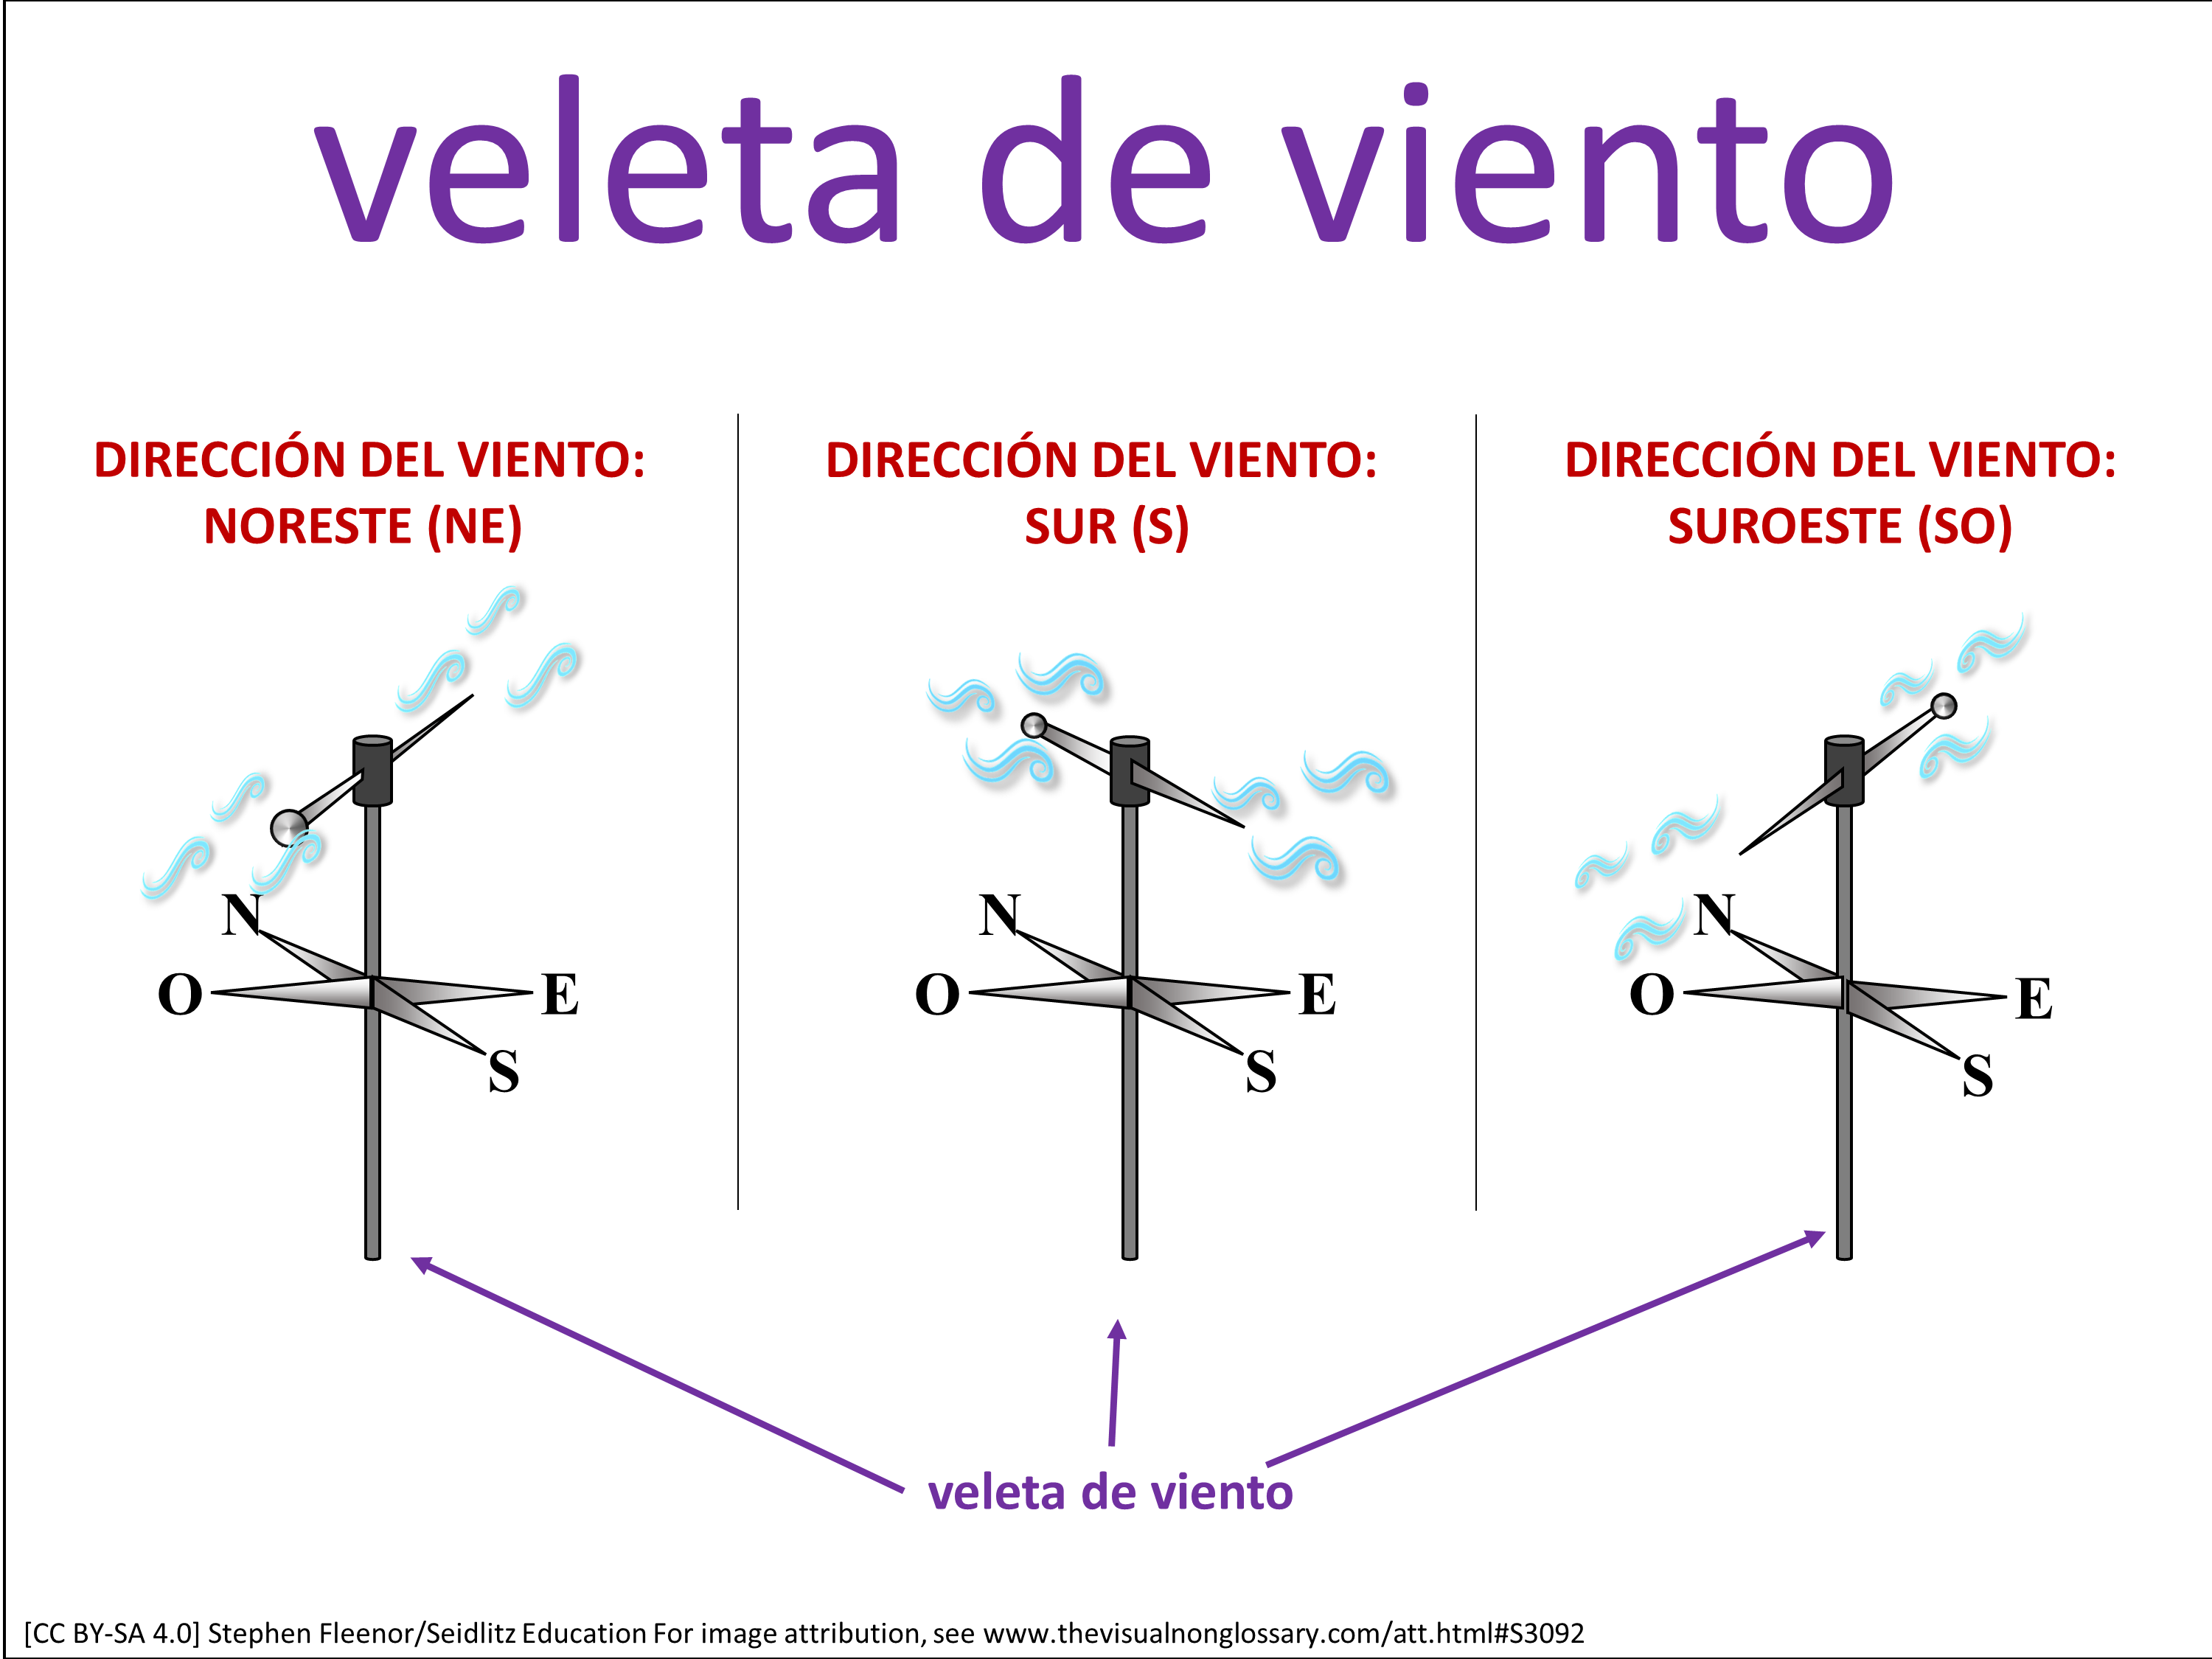 veleta de viento
DIRECCIÓN DEL VIENTO:
NORESTE (NE)
DIRECCIÓN DEL VIENTO:
SUR (S)
DIRECCIÓN DEL VIENTO:
SUROESTE (SO)
N
O
E
S
N
O
E
S
N
O
E
S
veleta de viento
[CC BY-SA 4.0] Stephen Fleenor/Seidlitz Education For image attribution, see www.thevisualnonglossary.com/att.html#S3092